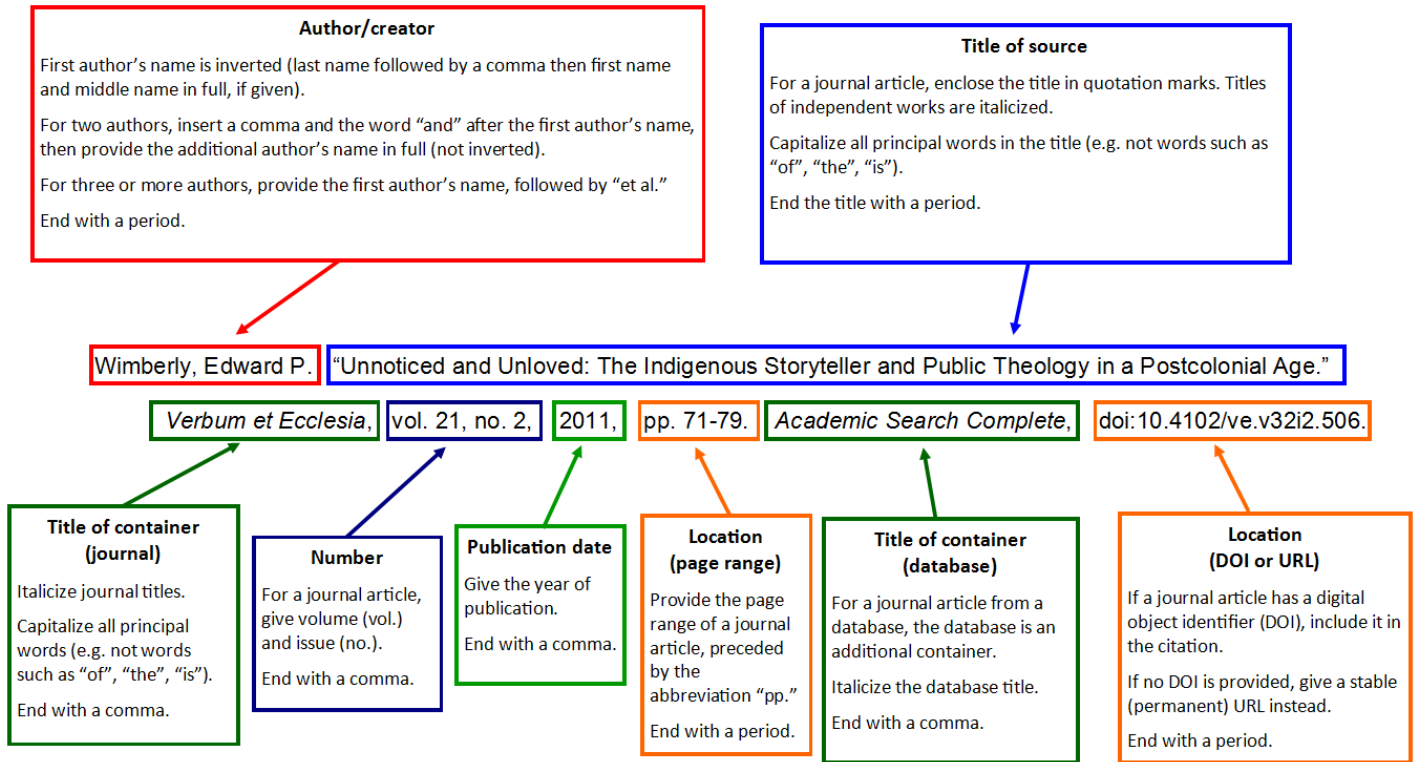 Author/creator
First author’s name is inverted (last name followed by a comma then first name
and middle name in full, if given).
For two authors, insert a comma and the word “and” after the first author’s name,
then provide the additional author’s name in full (not inverted).
For three or more authors, provide the first author’s name, followed by “et al.”
End with a period.
Title of source
For a journal article, enclose the title in quotation marks. Titles
of independent works are italicized.
Capitalize all principal words in the title (e.g. not words such as
“of”, “the”, “is”).
End the title with a period.
Wimberly, Edward P. “Unnoticed and Unloved: The Indigenous Storyteller and Public Theology in a Postcolonial Age.”
Verbum et Ecclesia, vol. 21, no. 2, 2011, pp. 71-79. Academic Search Complete, doi:10.4102/ve.v32i2.506.
Title of container
(journal)
Italicize journal titles.
Capitalize all principal
words (e.g. not words
such as “of”, “the”, “is”).
End with a comma.
Number
For a journal article,
give volume (vol.)
and issue (no.).
End with a comma.
Publication date
Give the year of
publication.
End with a comma.
Location
(page range)
Provide the page
range of a journal
article, preceded
by the
abbreviation “pp.”
End with a period.
Title of container
(database)
For a journal article from a
database, the database is an
additional container.
Italicize the database title.
End with a comma.
Location
(DOI or URL)
If a journal article has a digital
object identifier (DOI), include it in
the citation.
If no DOI is provided, give a stable
(permanent) URL instead.
End with a period.